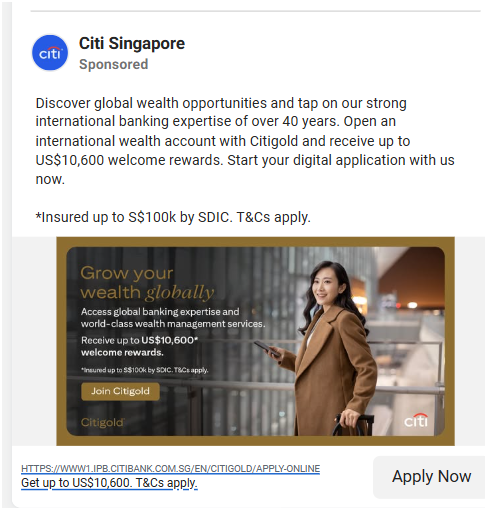 citi
Citi Singapore
Sponsored
Discover global wealth opportunities and tap on our strong
international banking expertise of over 40 years. Open an
international wealth account with Citigold and receive up to
US$10,600 welcome rewards. Start your digital application with us
now.
*Insured up to S$100k by SDIC. T&Cs apply.
Grow your
wealth globally
Access global banking expertise and
world-class wealth management services.
Receive up to US$10,600*
welcome rewards.
*Insured up to S$100k by SDIC. T&Cs apply.
Join Citigold
Citigold
citi
HTTPS://WWW1.IPB.CITIBANK.COM.SG/EN/CITIGOLD/APPLY-ONLINE
Get up to US$10,600. T&Cs apply.
Apply Now